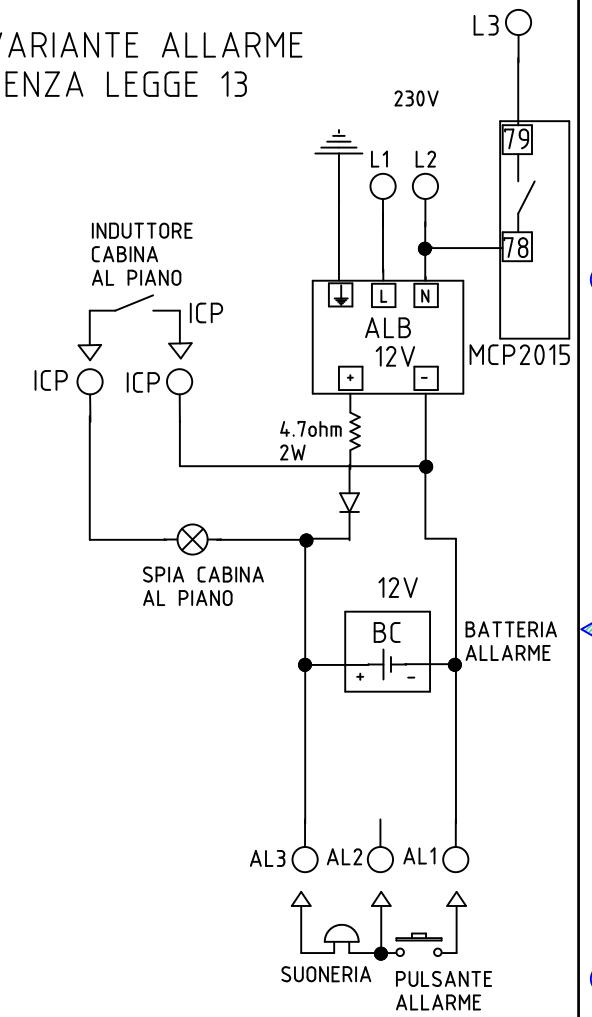 VARIANTE ALLARME
ENZA LEGGE 13
L3
230V
79
L1
L2
78
INDUTTORE
CABINA
AL PIANO
ICP
L
N
ALB
12V
MCP2015
ICP
ICP
+
-
4.7ohm
2W
SPIA CABINA
AL PIANO
12V
BC
+
-
BATTERIA
ALLARME
AL3
AL2
AL1
SUONERIA
PULSANTE
ALLARME